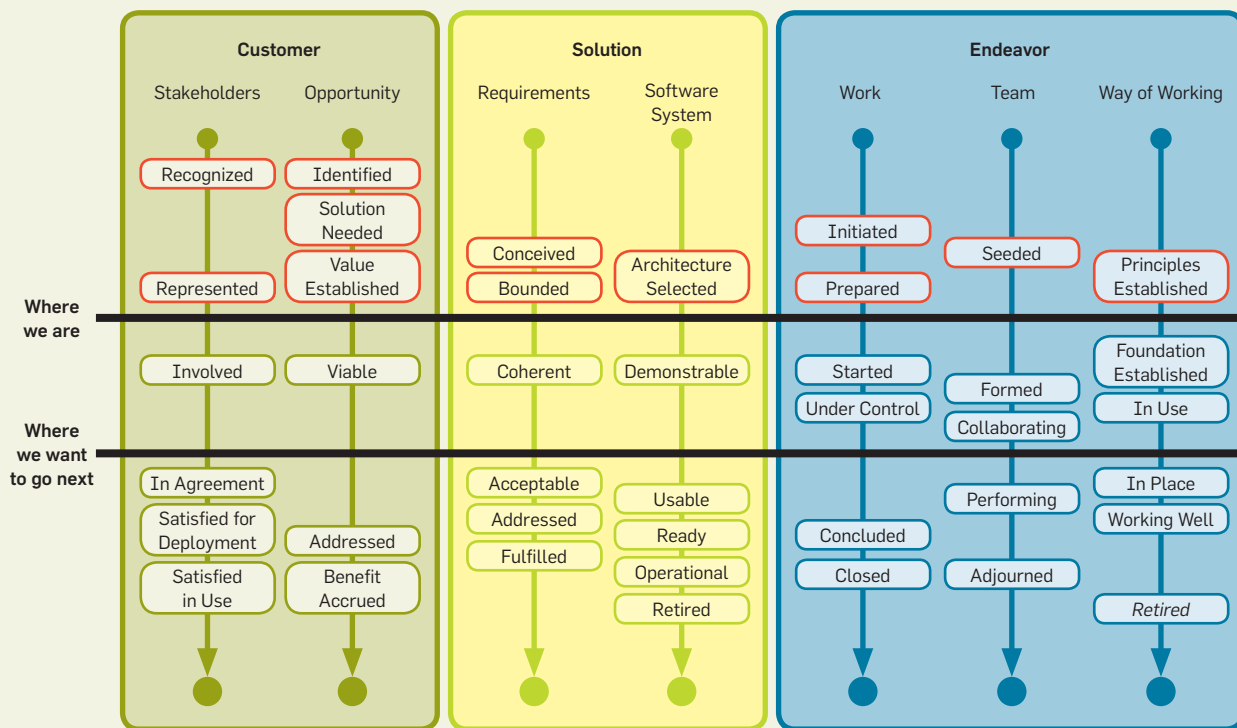 Customer
Solution
Endeavor
Stakeholders
Opportunity
Requirements
Software
System
Work
Team
Way of Working
Recognized
Identified
Solution
Needed
Value
Established
Represented
Conceived
Bounded
Architecture
Selected
Initiated
Prepared
Seeded
Principles
Established
Where
we are
Involved
Viable
Coherent
Demonstrable
Started
Under Control
Formed
Collaborating
Foundation
Established
In Use
Where
we want
to go next
In Agreement
Satisfied for
Deployment
Satisfied
in Use
Addressed
Benefit
Accrued
Acceptable
Addressed
Fulfilled
Usable
Ready
Operational
Retired
Concluded
Closed
Performing
Adjourned
In Place
Working Well
Retired